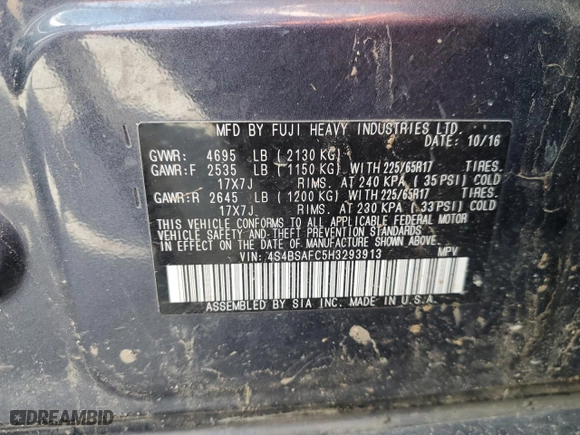 MFD BY FUJI HEAVY INDUSTRIES LTD.
DATE: 10/16
GVWR: 4695 LB (2130 KG)
GAWR:F 2535 LB (1150 KG) WITH 225/65R17 TIRES.
17X7J RIMS. AT 240 KPA (35 PSI) COLD
GAWR:R 2645 LB (1200 KG) WITH 225/65R17 TIRES.
17X7J RIMS. AT 230 KPA (33 PSI) COLD
THIS VEHICLE CONFORMS TO ALL APPLICABLE FEDERAL MOTOR
VEHICLE SAFETY AND THEFT PREVENTION STANDARDS
IN EFFECT ON THE DATE OF MANUFACTURE SHOWN ABOVE.
VIN: 4S4BSAFC5H3293913 MPV
ASSEMBLED BY SIA INC. MADE IN U.S.A.
DREAMBID